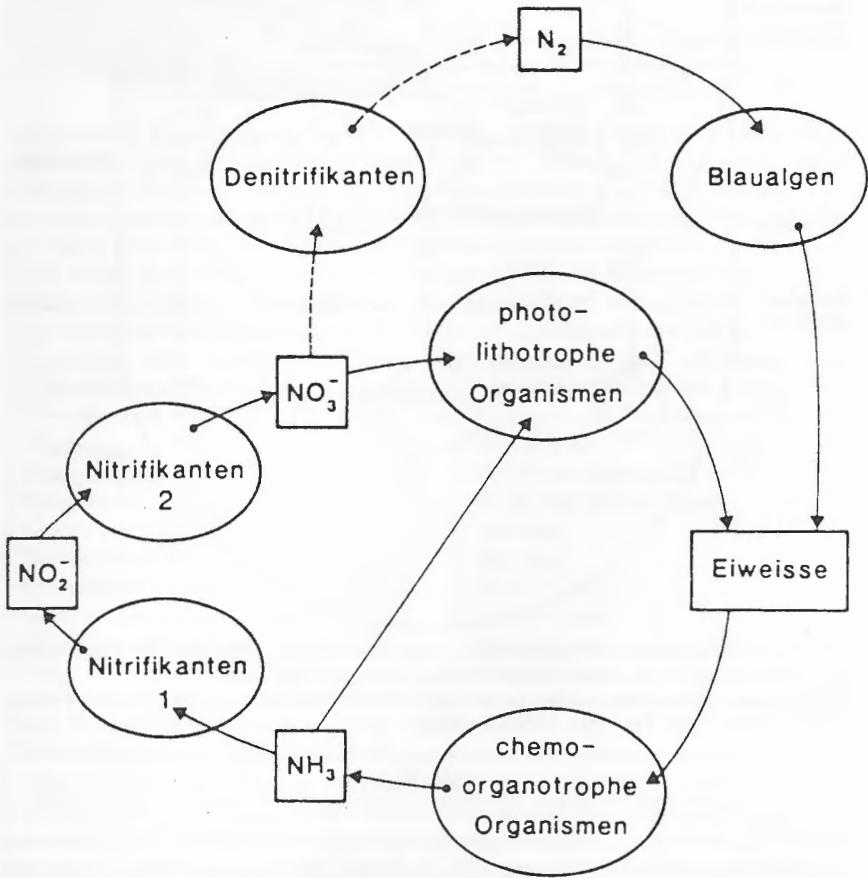 N₂
Denitrifikanten
Blaualgen
photo-
lithotrophe
Organismen
NO₃⁻
Nitrifikanten
2
NO₂⁻
Eiweisse
Nitrifikanten
1
NH₃
chemo-
organotrophe
Organismen